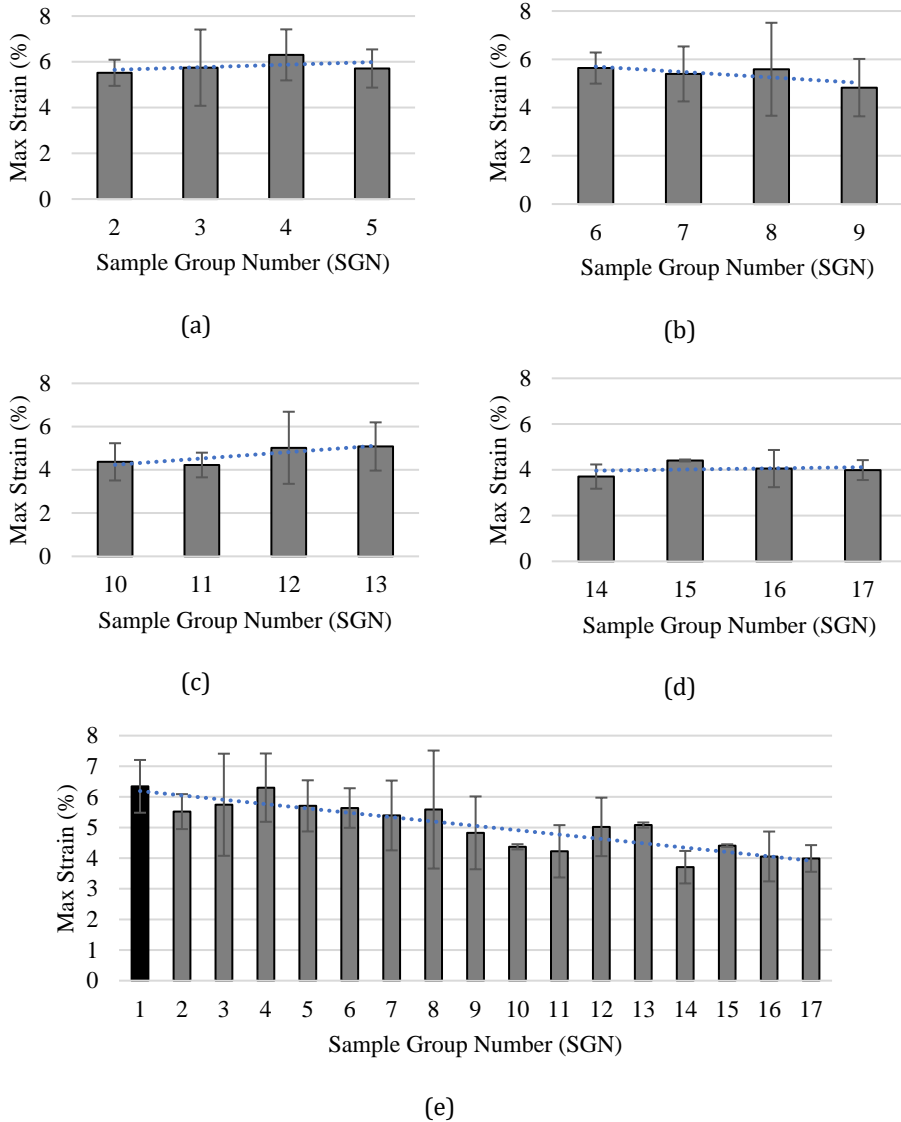 8
6
4
2
0
Max Strain (%)
2 3 4 5
Sample Group Number (SGN)
(a)
8
6
4
2
0
Max Strain (%)
6 7 8 9
Sample Group Number (SGN)
(b)
8
6
4
2
0
Max Strain (%)
10 11 12 13
Sample Group Number (SGN)
(c)
8
6
4
2
0
Max Strain (%)
14 15 16 17
Sample Group Number (SGN)
(d)
8
7
6
5
4
3
2
1
0
Max Strain (%)
1 2 3 4 5 6 7 8 9 10 11 12 13 14 15 16 17
Sample Group Number (SGN)
(e)